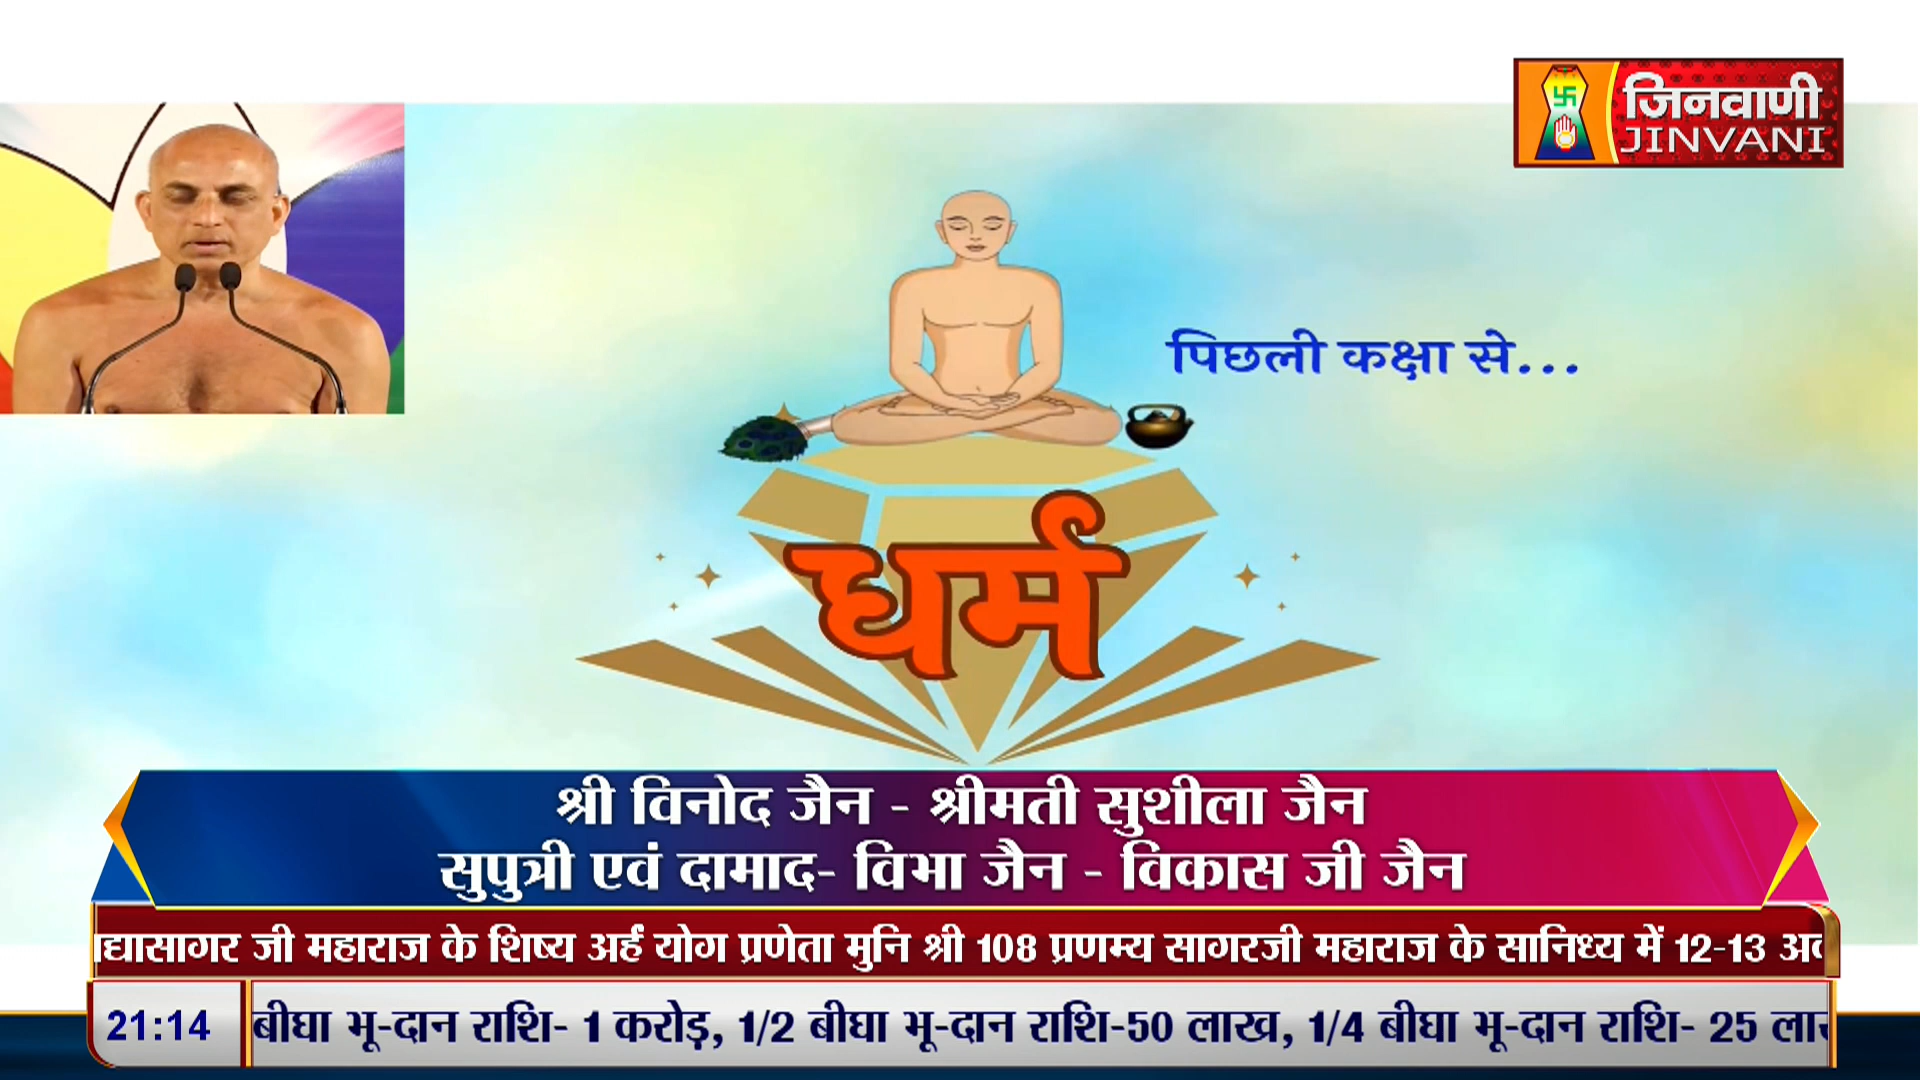 जिनवाणी
JINVANI
पिछली कक्षा से...
धर्म
श्री विनोद जैन - श्रीमती सुशीला जैन
सुपुत्री एवं दामाद- विभा जैन - विकास जी जैन
जी महाराज के शिष्य अर्हं योग प्रणेता मुनि श्री 108 प्रणम्य सागरजी महाराज के सानिध्य में 12-13
21:14
बीघा भू-दान राशि- 1 करोड़, 1/2 बीघा भू-दान राशि-50 लाख, 1/4 बीघा भू-दान राशि- 25